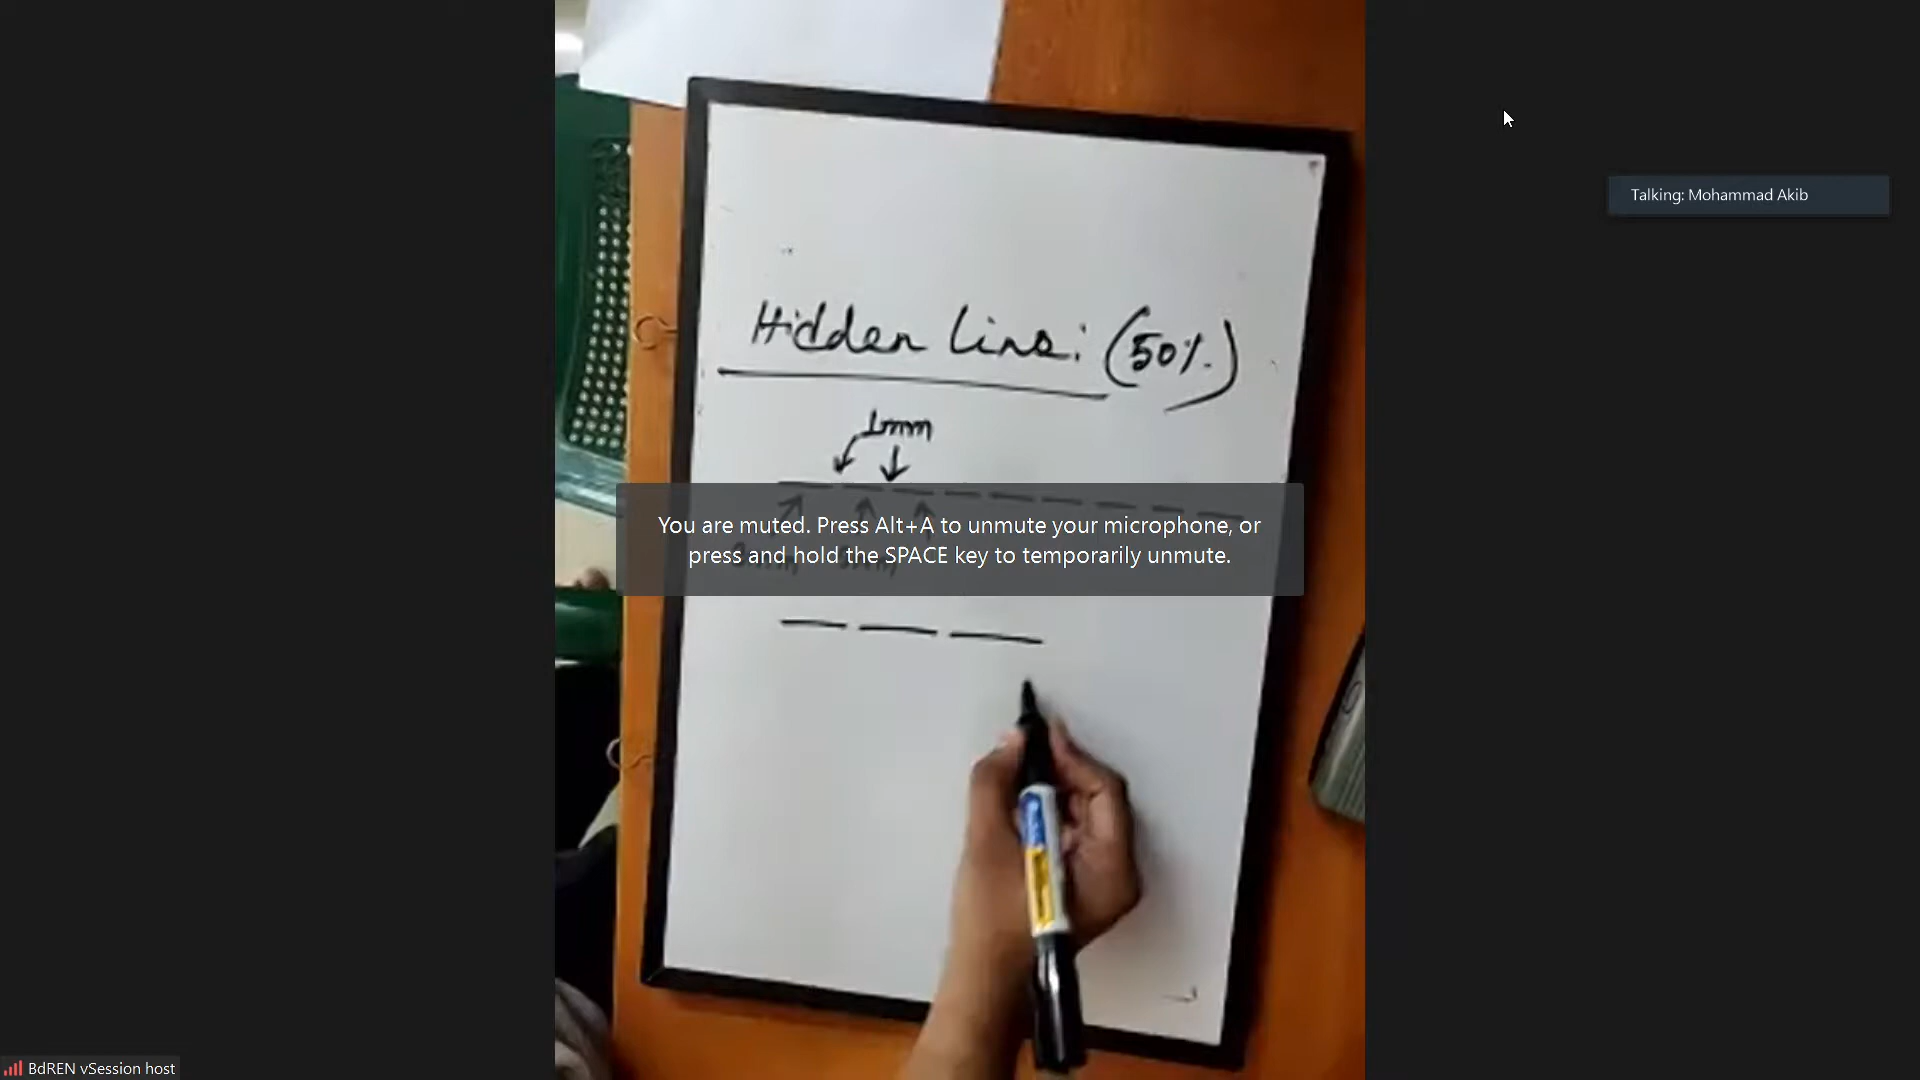 Talking: Mohammad Akib
Hidden Line: (50%)
1mm
You are muted. Press Alt+A to unmute your microphone, or
press and hold the SPACE key to temporarily unmute.
BdREN vSession host